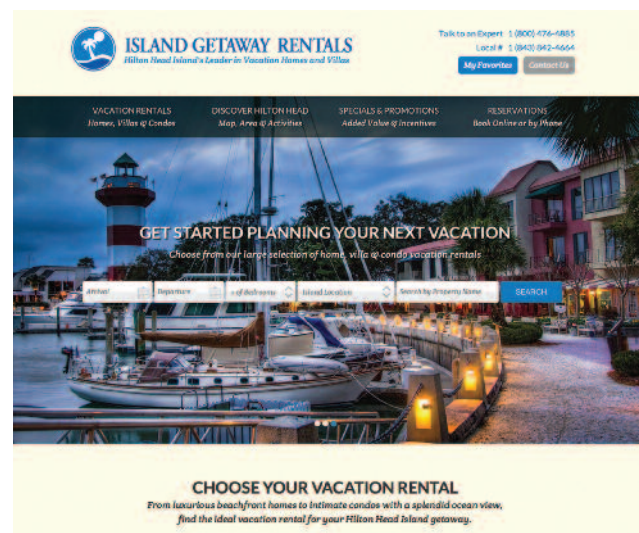 ISLAND GETAWAY RENTALS
Hilton Head Island's Leader in Vacation Homes and Villas
Talk to an Expert 1 (800) 476-4885
Local # 1 (843) 842-4664
My Favorites Contact Us
VACATION RENTALS DISCOVER HILTON HEAD SPECIALS & PROMOTIONS RESERVATIONS
Homes, Villas & Condos Map, Area & Activities Added Value & Incentives Book Online or by Phone
GET STARTED PLANNING YOUR NEXT VACATION
Choose from our large selection of home, villa & condo vacation rentals
Arrival Departure # of Bedrooms Island Location Search by Property Name SEARCH
CHOOSE YOUR VACATION RENTAL
From luxurious beachfront homes to intimate condos with a splendid ocean view,
find the ideal vacation rental for your Hilton Head Island getaway.